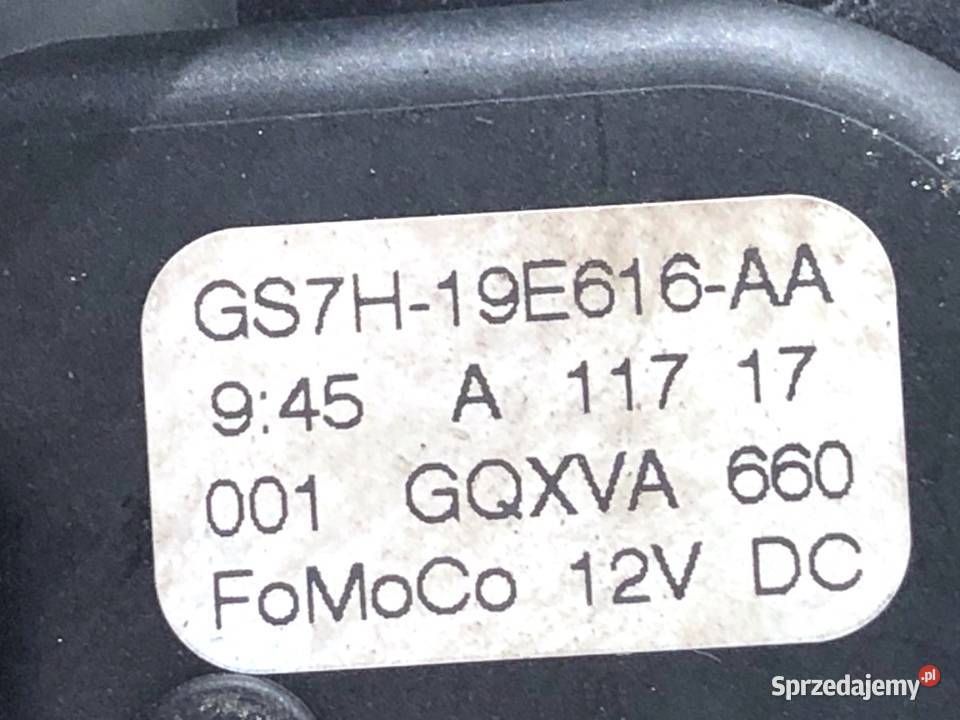 GS7H-19E616-AA
9:45 A 117 17
001 GQXVA 660
FoMoCo 12V DC
Sprzedajemy.pl